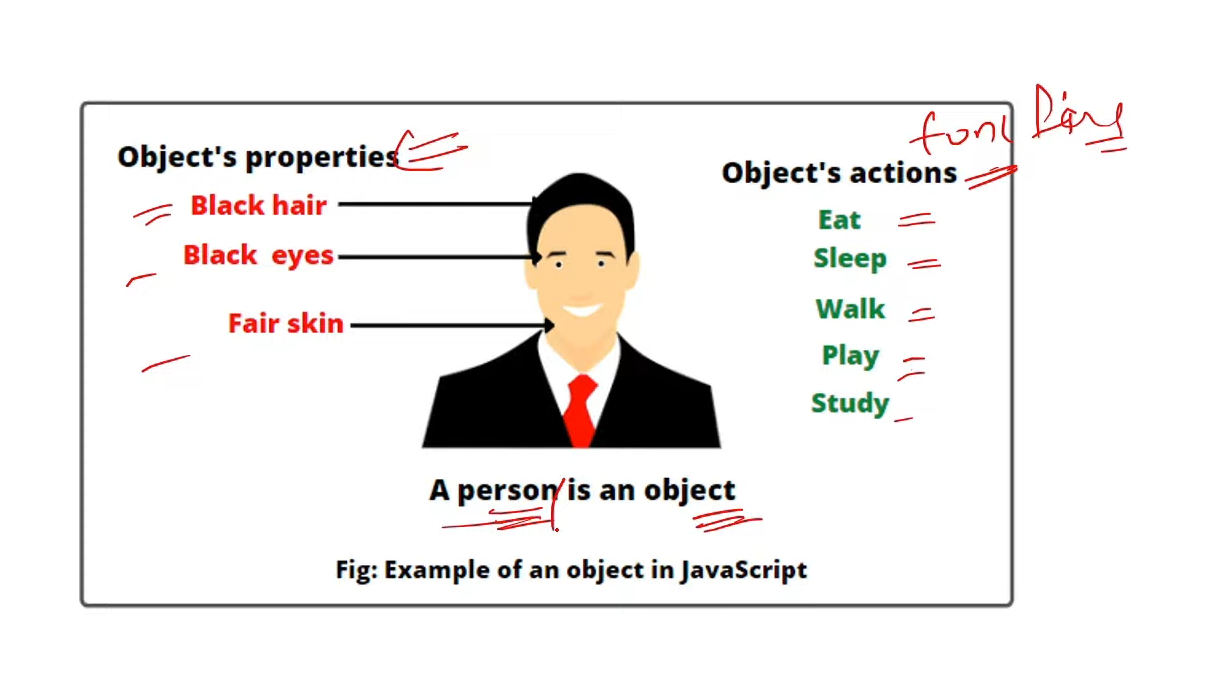 Object's properties
Black hair
Black eyes
Fair skin
Object's actions
Eat
Sleep
Walk
Play
Study
A person is an object
Fig: Example of an object in JavaScript